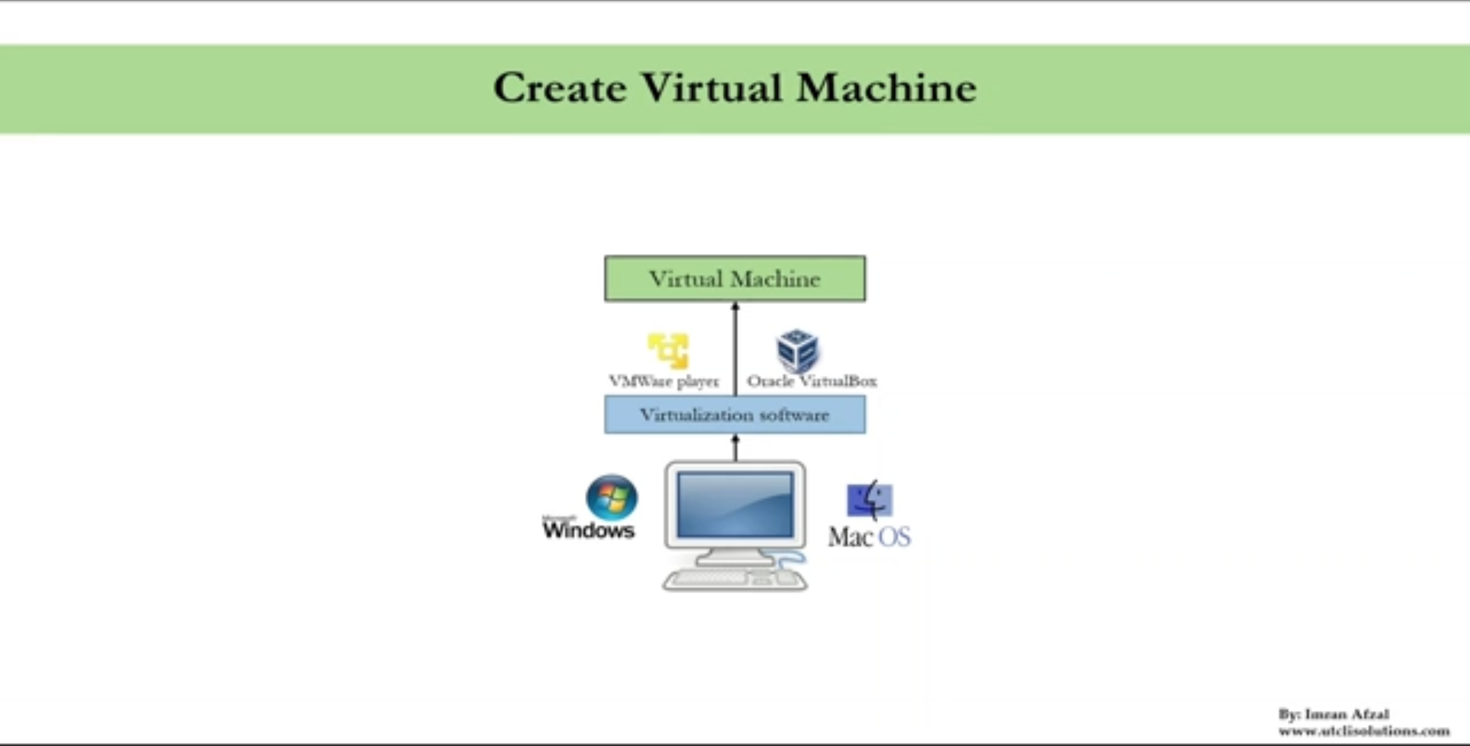 Create Virtual Machine
Virtual Machine
VMWare player
Oracle VirtualBox
Virtualization software
Microsoft
Windows
Mac OS
By: Imran Afzal
www.utclisolutions.com